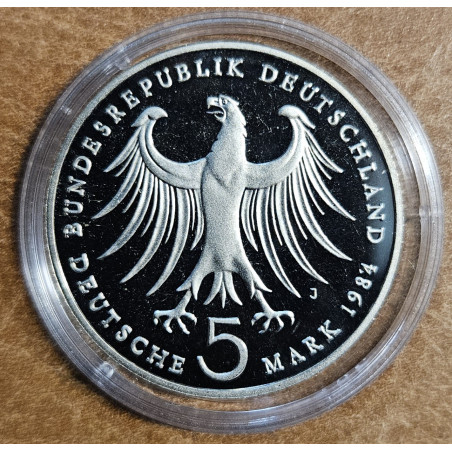 BUNDESREPUBLIK DEUTSCHLAND 1984
J
DEUTSCHE 5 MARK